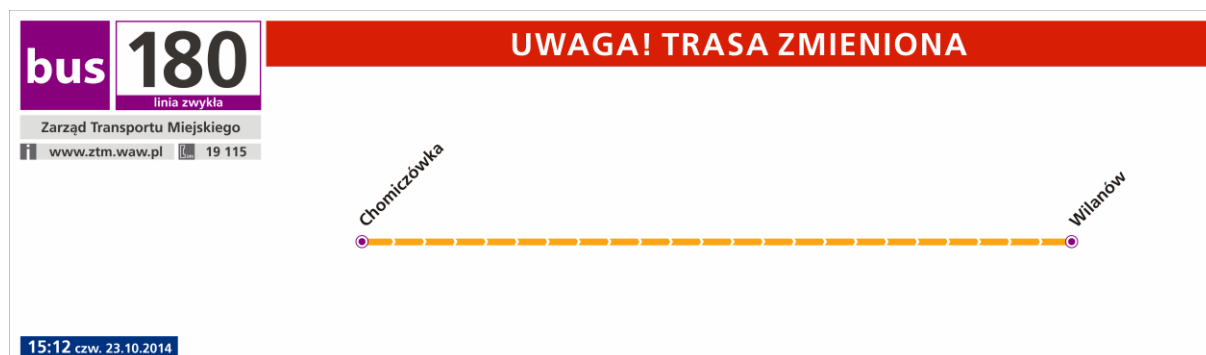 bus
180
linia zwykła
Zarząd Transportu Miejskiego
i www.ztm.waw.pl 19 115
UWAGA! TRASA ZMIENIONA
Chomiczówka
Wilanów
15:12 czw. 23.10.2014